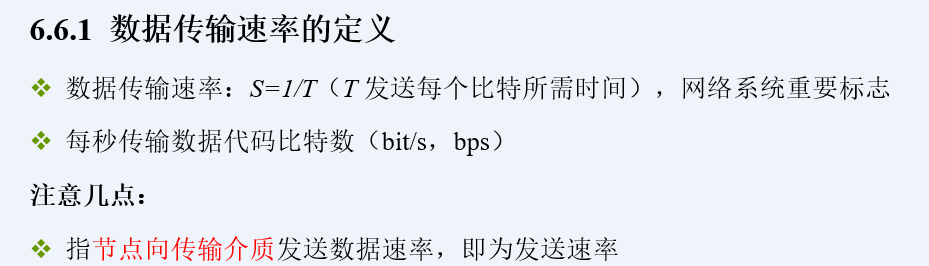 6.6.1 数据传输速率的定义
数据传输速率：S=1/T（T 发送每个比特所需时间），网络系统重要标志
每秒传输数据代码比特数（bit/s，bps）
注意几点：
指节点向传输介质发送数据速率，即为发送速率